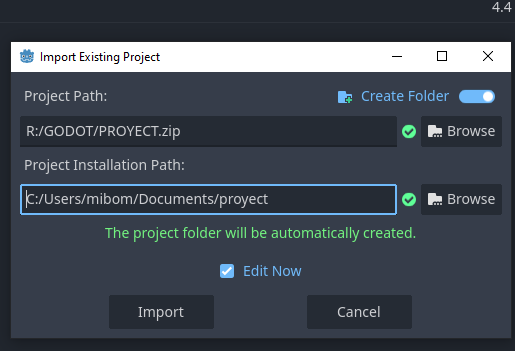 4.4
Import Existing Project
Project Path:
Create Folder
R:/GODOT/PROYECT.zip
Browse
Project Installation Path:
C:/Users/mibom/Documents/proyect
Browse
The project folder will be automatically created.
Edit Now
Import
Cancel